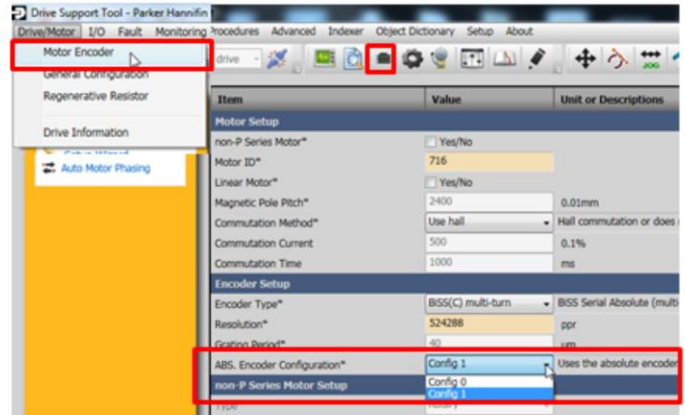 Drive Support Tool - Parker Hannifin
Drive/Motor I/O Fault Monitoring Procedures Advanced Indexer Object Dictionary Setup About
Motor Encoder
drive
JOG
General Configuration
Regenerative Resistor
Drive Information
Setup Wizard
Auto Motor Phasing
Item Value Unit or Descriptions
Motor Setup
non-P Series Motor* Yes/No
Motor ID* 716
Linear Motor* Yes/No
Magnetic Pole Pitch* 2400 0.01mm
Commutation Method* Use hall Hall commutation or does
Commutation Current 500 0.1%
Commutation Time 1000 ms
Encoder Setup
Encoder Type* BISS(C) multi-turn BISS Serial Absolute (multi
Resolution* 524288 ppr
Grating Period* 40 um
ABS. Encoder Configuration* Config 1 Uses the absolute encoder
Config 0
non-P Series Motor Setup Config 1
Type Rotary